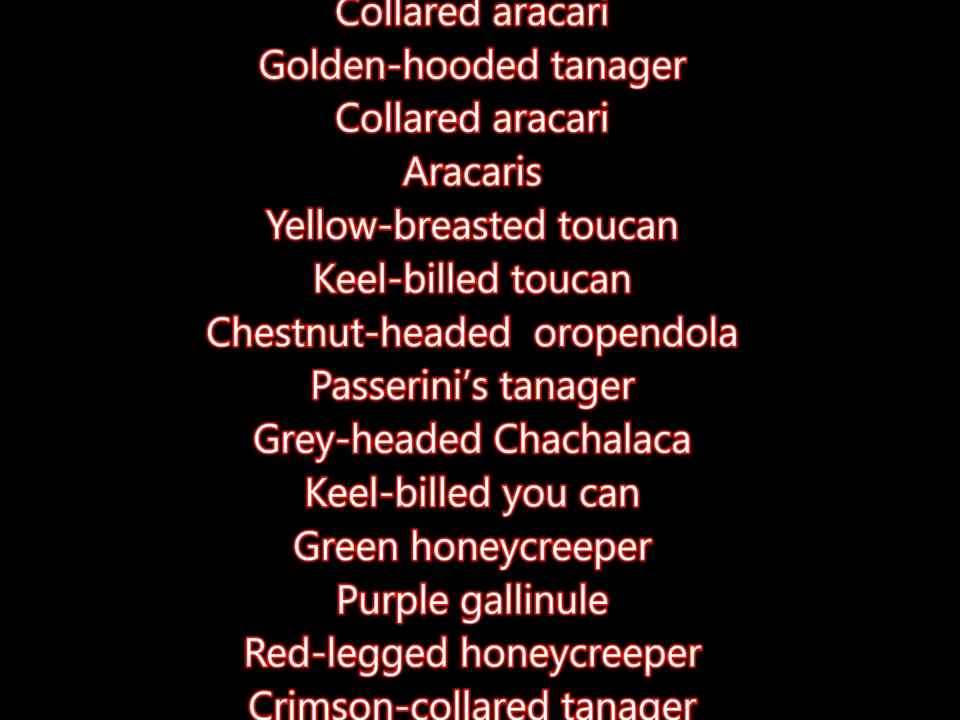 Collared aracari
Golden-hooded tanager
Collared aracari
Aracaris
Yellow-breasted toucan
Keel-billed toucan
Chestnut-headed  oropendola
Passerini’s tanager
Grey-headed Chachalaca
Keel-billed you can
Green honeycreeper
Purple gallinule
Red-legged honeycreeper
Crimson-collared tanager